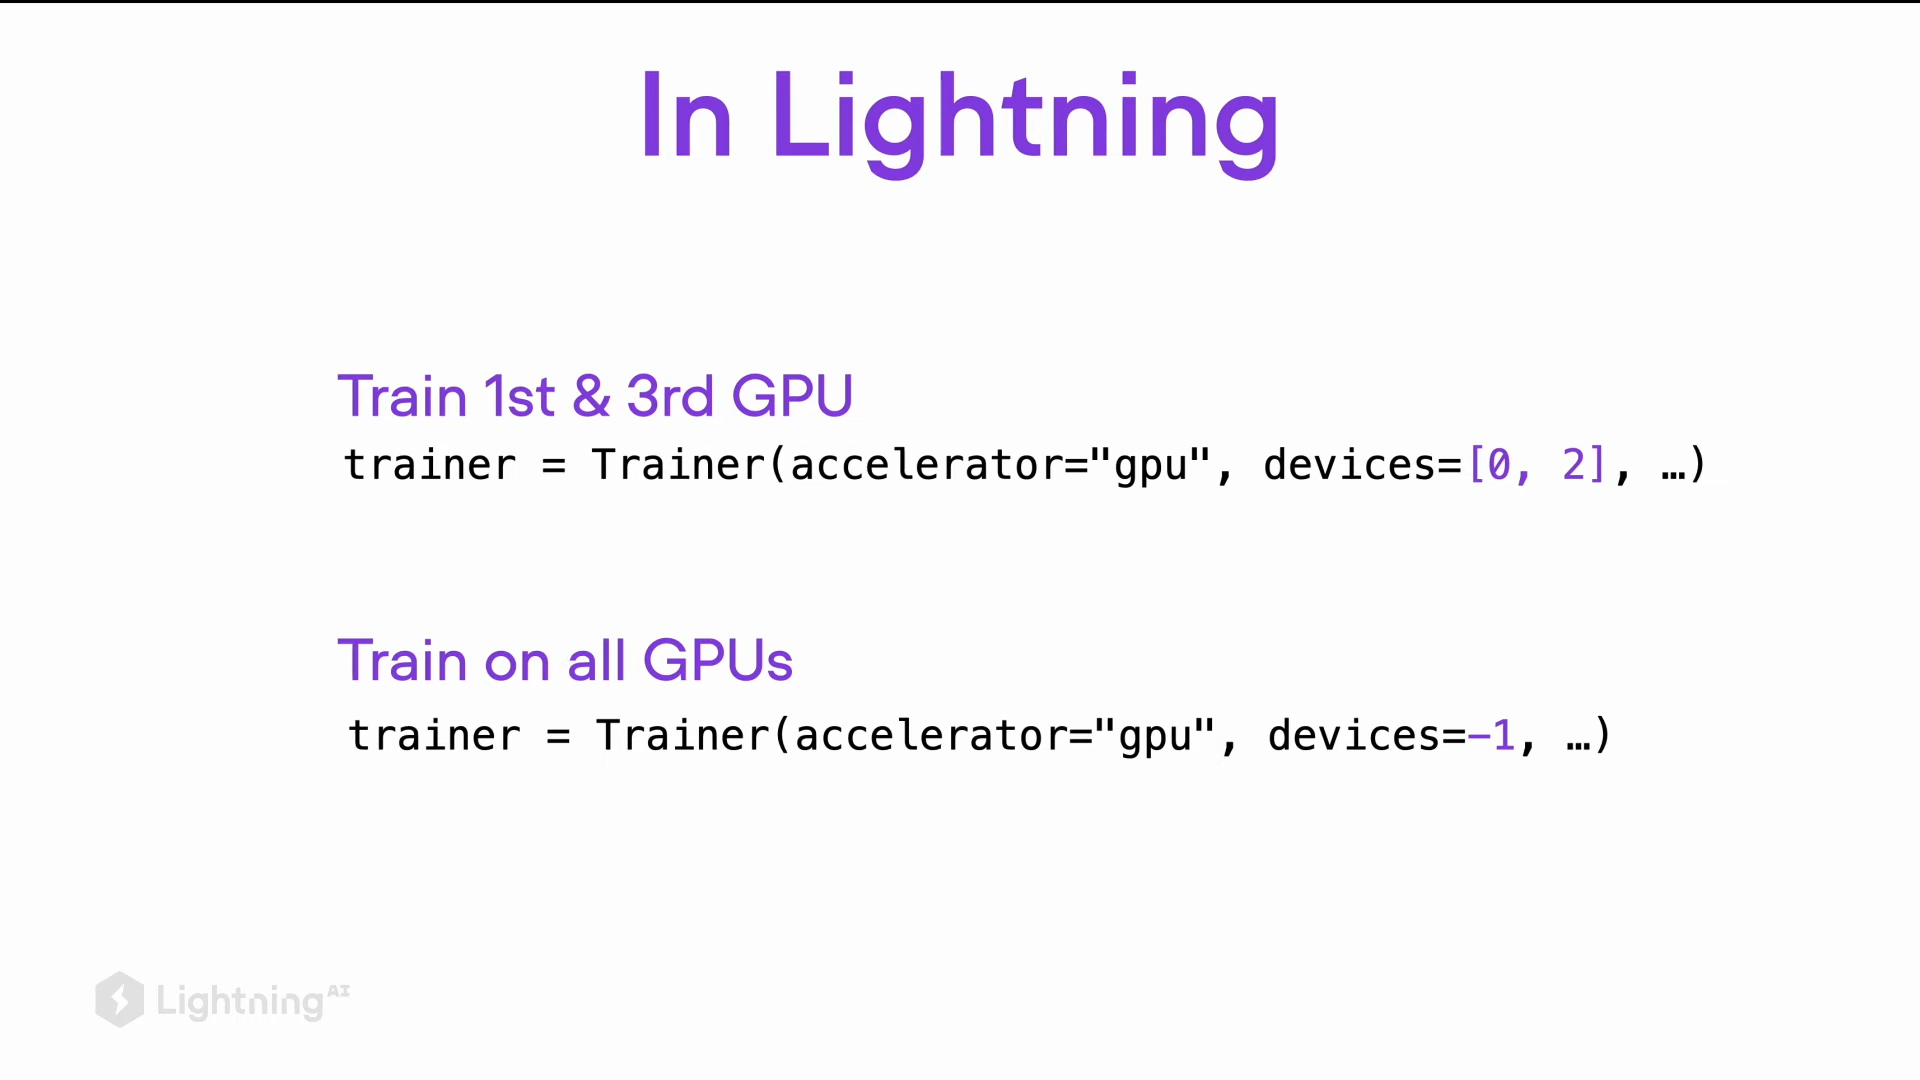 In Lightning
Train 1st & 3rd GPU
trainer = Trainer(accelerator="gpu", devices=[0, 2], …)
Train on all GPUs
trainer = Trainer(accelerator="gpu", devices=-1, …)
Lightning AI